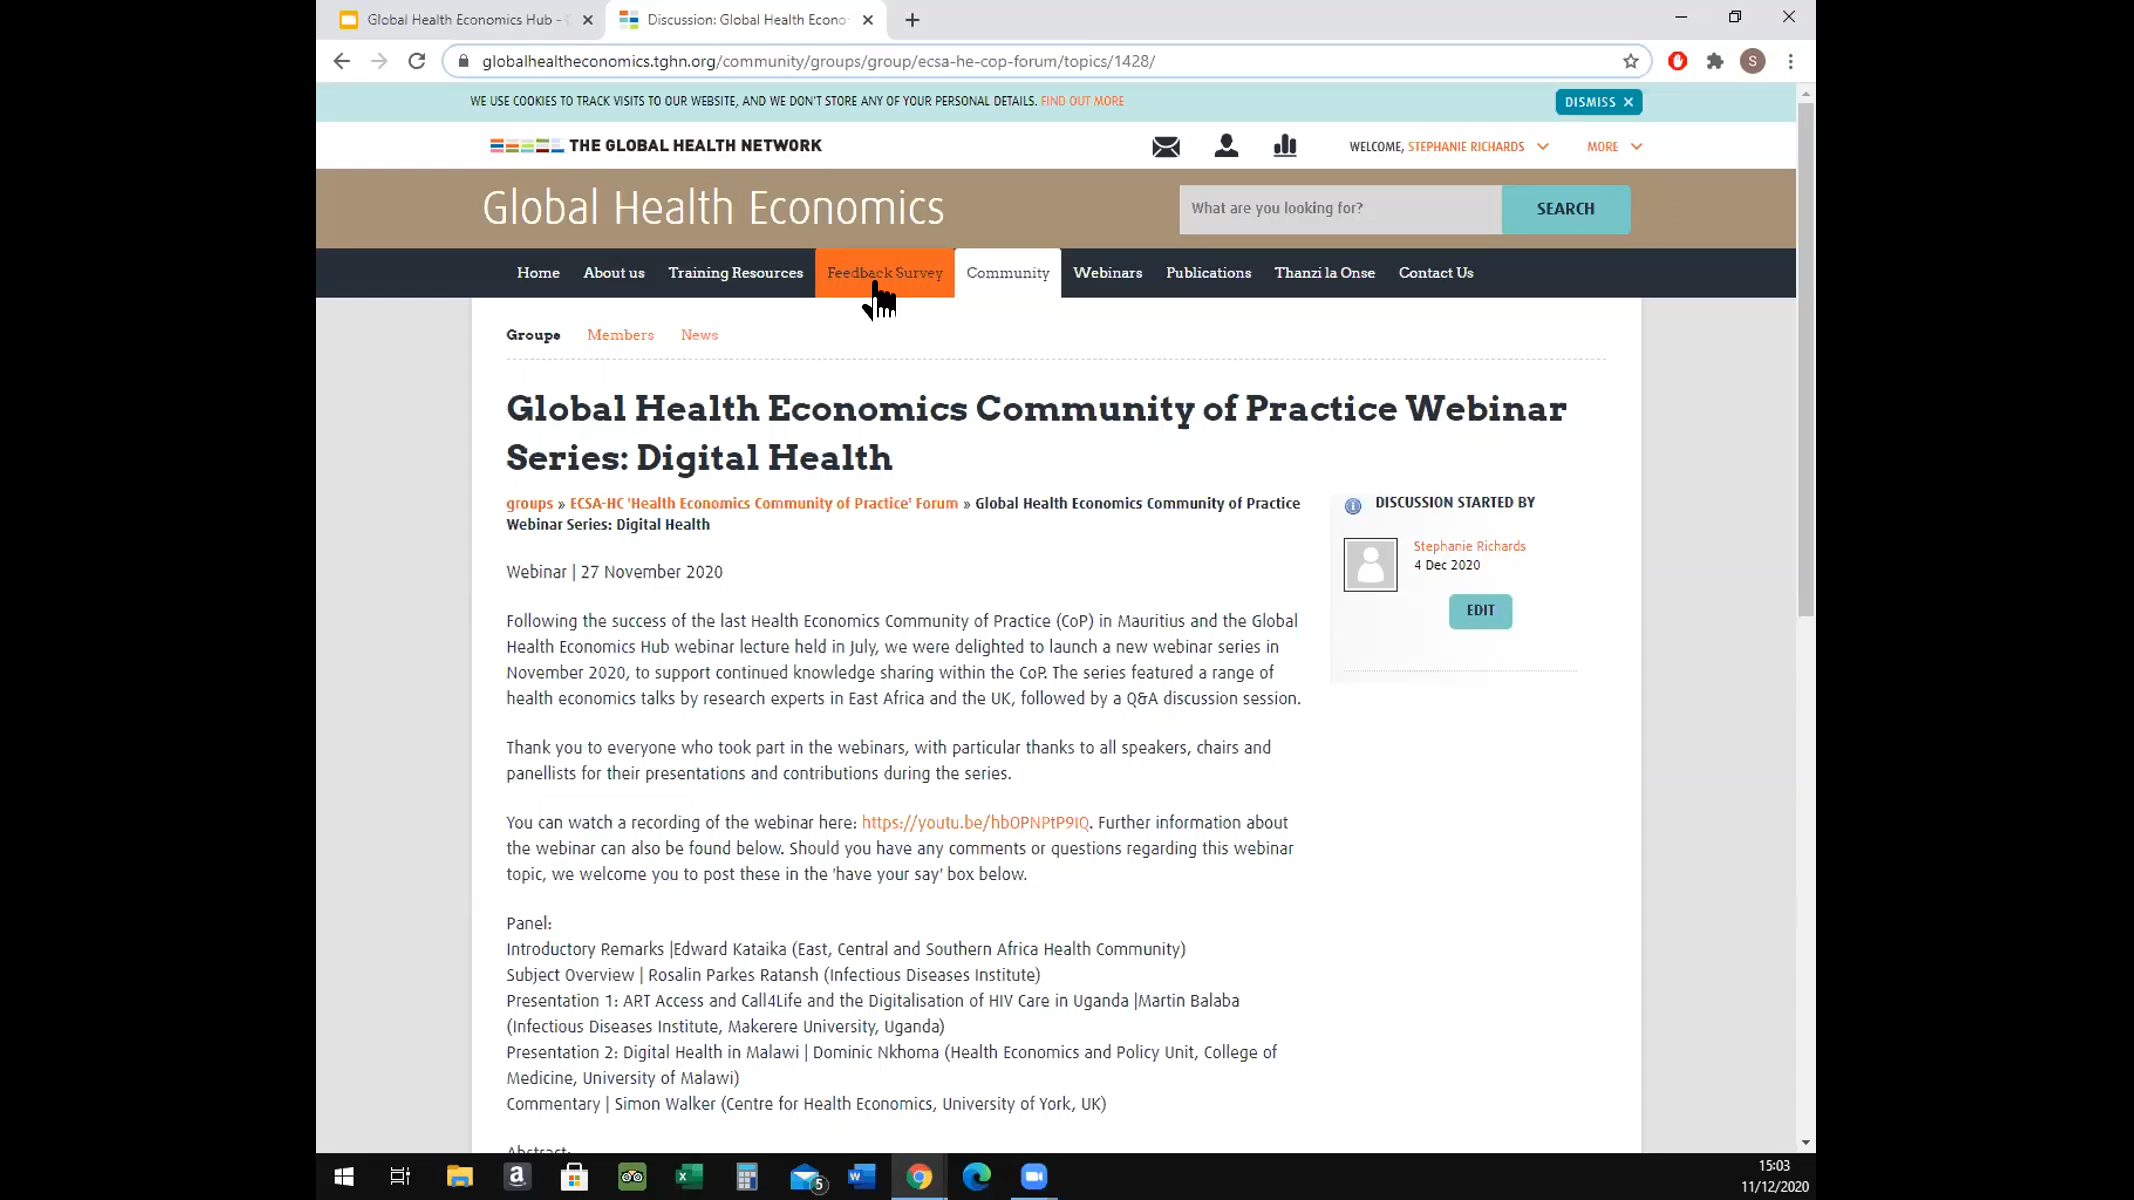 Global Health Economics Hub -
Discussion: Global Health Econo
globalhealtheconomics.tghn.org/community/groups/group/ecsa-he-cop-forum/topics/1428/
S
WE USE COOKIES TO TRACK VISITS TO OUR WEBSITE, AND WE DON'T STORE ANY OF YOUR PERSONAL DETAILS. FIND OUT MORE
DISMISS ×
THE GLOBAL HEALTH NETWORK
WELCOME, STEPHANIE RICHARDS
MORE
Global Health Economics
What are you looking for?
SEARCH
Home About us Training Resources Feedback Survey Community Webinars Publications Thanzi la Onse Contact Us
Groups Members News
Global Health Economics Community of Practice Webinar
Series: Digital Health
groups » ECSA-HC 'Health Economics Community of Practice' Forum » Global Health Economics Community of Practice
Webinar Series: Digital Health
DISCUSSION STARTED BY
Stephanie Richards
4 Dec 2020
EDIT
Webinar | 27 November 2020
Following the success of the last Health Economics Community of Practice (CoP) in Mauritius and the Global
Health Economics Hub webinar lecture held in July, we were delighted to launch a new webinar series in
November 2020, to support continued knowledge sharing within the CoP. The series featured a range of
health economics talks by research experts in East Africa and the UK, followed by a Q&A discussion session.
Thank you to everyone who took part in the webinars, with particular thanks to all speakers, chairs and
panellists for their presentations and contributions during the series.
You can watch a recording of the webinar here: https://youtu.be/hbOPNPtP9IQ. Further information about
the webinar can also be found below. Should you have any comments or questions regarding this webinar
topic, we welcome you to post these in the 'have your say' box below.
Panel:
Introductory Remarks |Edward Kataika (East, Central and Southern Africa Health Community)
Subject Overview | Rosalin Parkes Ratansh (Infectious Diseases Institute)
Presentation 1: ART Access and Call4Life and the Digitalisation of HIV Care in Uganda |Martin Balaba
(Infectious Diseases Institute, Makerere University, Uganda)
Presentation 2: Digital Health in Malawi | Dominic Nkhoma (Health Economics and Policy Unit, College of
Medicine, University of Malawi)
Commentary | Simon Walker (Centre for Health Economics, University of York, UK)
Abstract:
5
15:03
11/12/2020